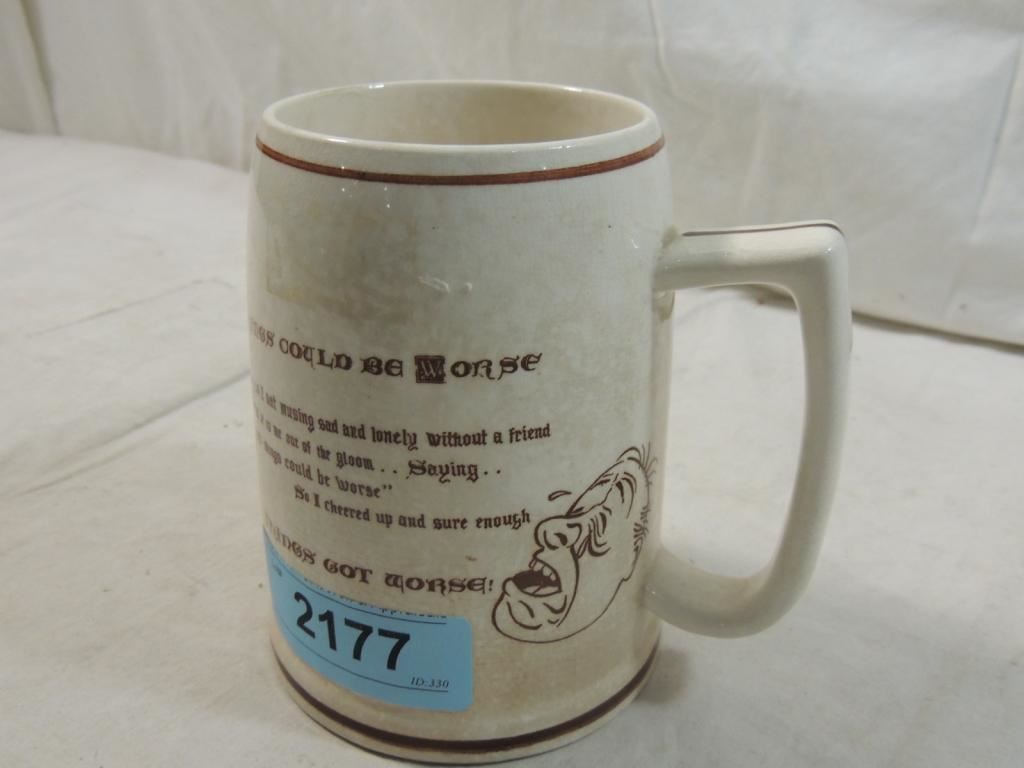 COULD BE WORSE
I sat musing sad and lonely without a friend
out of the gloom . . Saying . .
could be worse"
So I cheered up and sure enough
GOT WORSE!
2177
ID:330